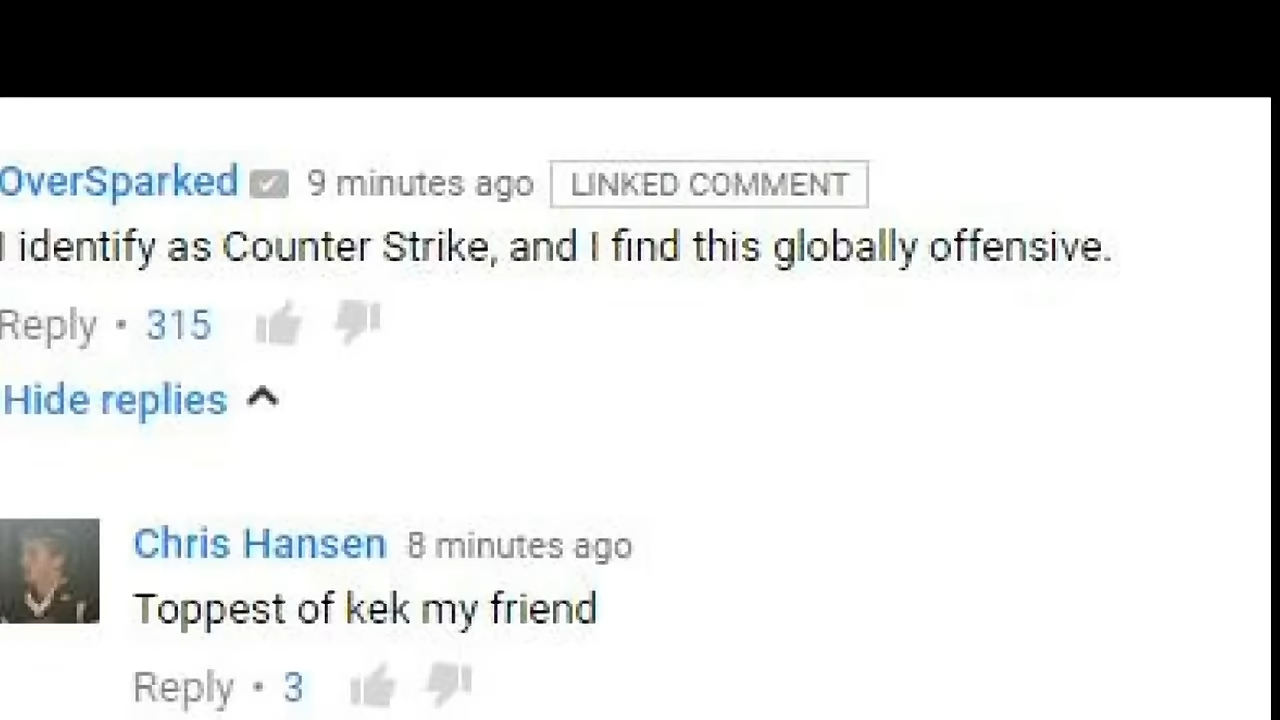 OverSparked 9 minutes ago LINKED COMMENT
I identify as Counter Strike, and I find this globally offensive.
Reply • 315
Hide replies
Chris Hansen 8 minutes ago
Toppest of kek my friend
Reply • 3